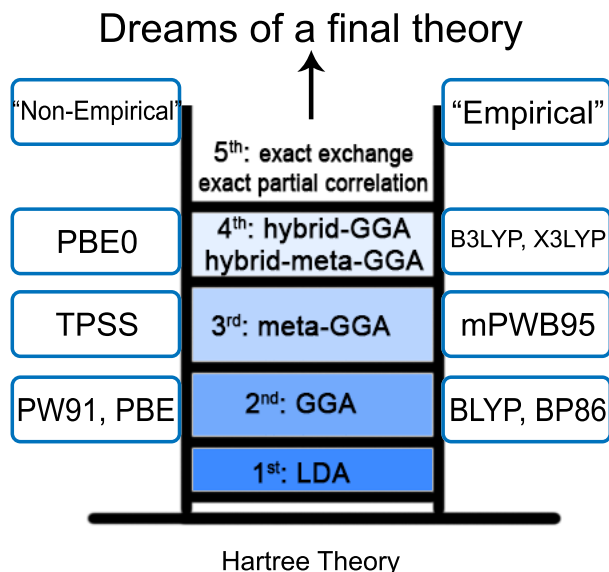 Dreams of a final theory
“Non-Empirical”
“Empirical”
5th: exact exchange
exact partial correlation
PBE0
4th: hybrid-GGA
hybrid-meta-GGA
B3LYP, X3LYP
TPSS
3rd: meta-GGA
mPWB95
PW91, PBE
2nd: GGA
BLYP, BP86
1st: LDA
Hartree Theory